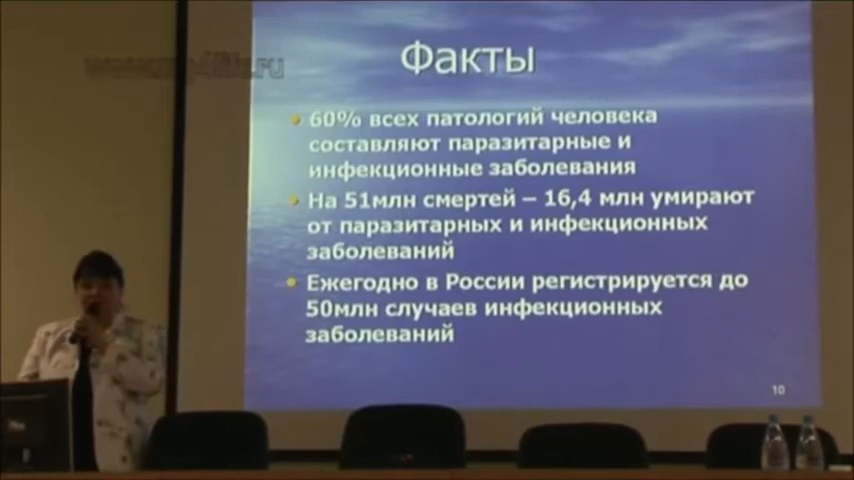 Факты
60% всех патологий человека
составляют паразитарные и
инфекционные заболевания
На 51млн смертей – 16,4 млн умирают
от паразитарных и инфекционных
заболеваний
Ежегодно в России регистрируется до
50млн случаев инфекционных
заболеваний
10